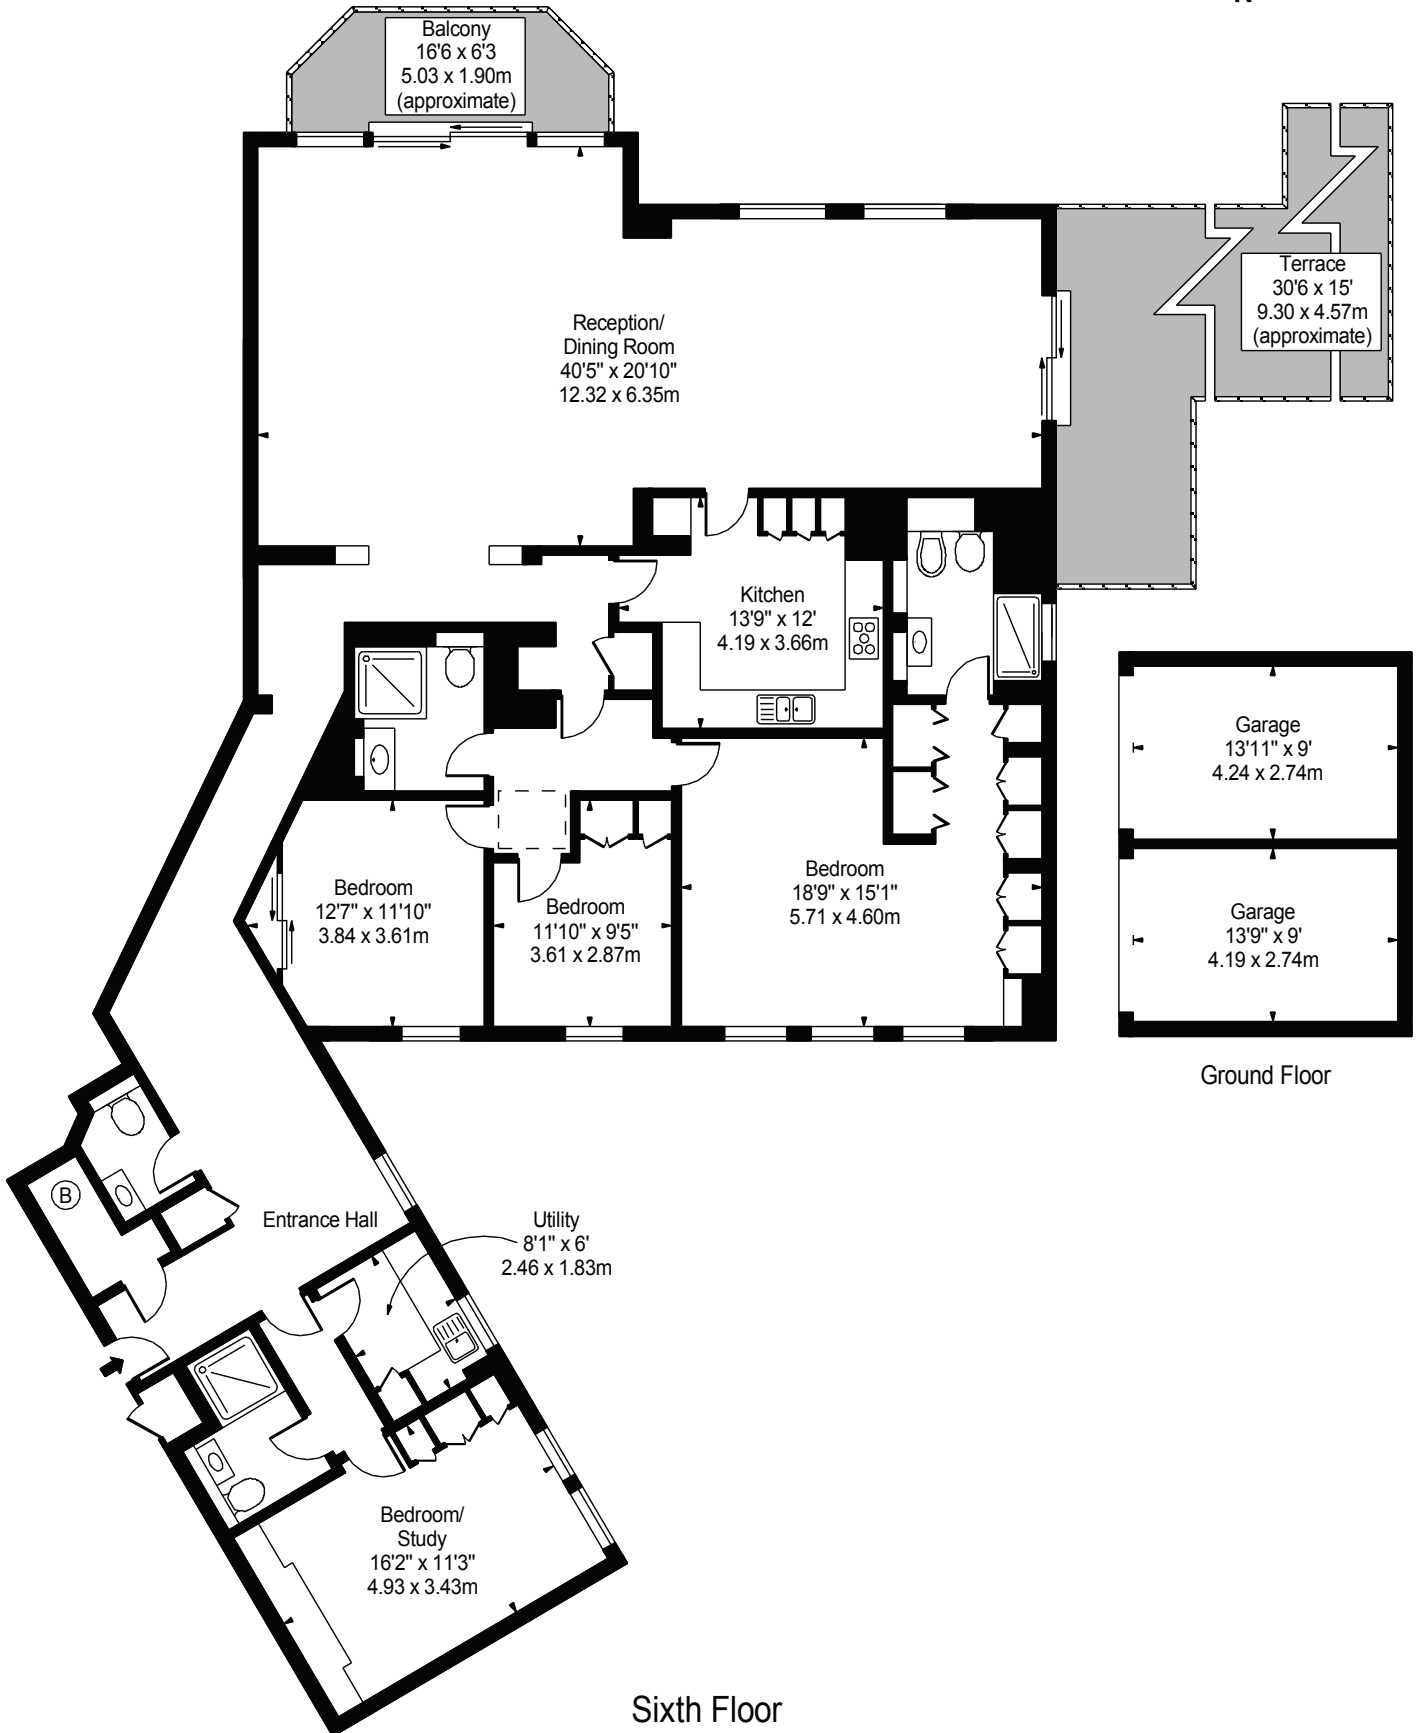 Balcony
16'6 x 6'3
5.03 x 1.90m
(approximate)
Terrace
30'6 x 15'
9.30 x 4.57m
(approximate)
Reception/
Dining Room
40'5" x 20'10"
12.32 x 6.35m
Kitchen
13'9" x 12'
4.19 x 3.66m
Garage
13'11" x 9'
4.24 x 2.74m
Bedroom
12'7" x 11'10"
3.84 x 3.61m
Bedroom
11'10" x 9'5"
3.61 x 2.87m
Bedroom
18'9" x 15'1"
5.71 x 4.60m
Garage
13'9" x 9'
4.19 x 2.74m
Ground Floor
B
Entrance Hall
Utility
8'1" x 6'
2.46 x 1.83m
Bedroom/
Study
16'2" x 11'3"
4.93 x 3.43m
Sixth Floor